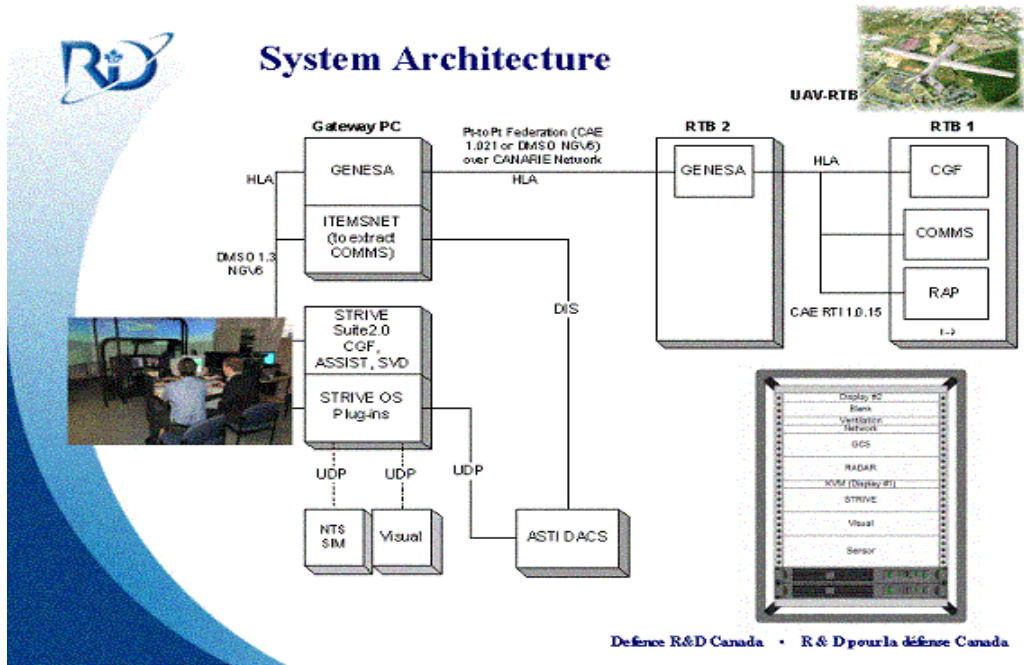 R&D
System Architecture
UAV-RTB
Gateway PC
Pt-to-Pt Federation (CAE
1.021 or DMSO NGV6)
over CANARIE Network
HLA
RTB 2
RTB 1
GENESA
HLA
GENESA
HLA
CGF
ITEMSNET
(to extract
COMMS)
COMMS
DMSO 1.3
NGV6
RAP
DIS
CAE RTI 1.0.15
(...)
STRIVE
Suite2.0
CGF,
ASSIST, SVD
STRIVE OS
Plug-ins
UDP
UDP
UDP
NTS
SIM
Visual
ASTI DACS
Display #2
Blank
Ventilation
Network
GCS
RADAR
KVM (Display #1)
STRIVE
Visual
Sensor
Defence R&D Canada • R & D pour la défense Canada